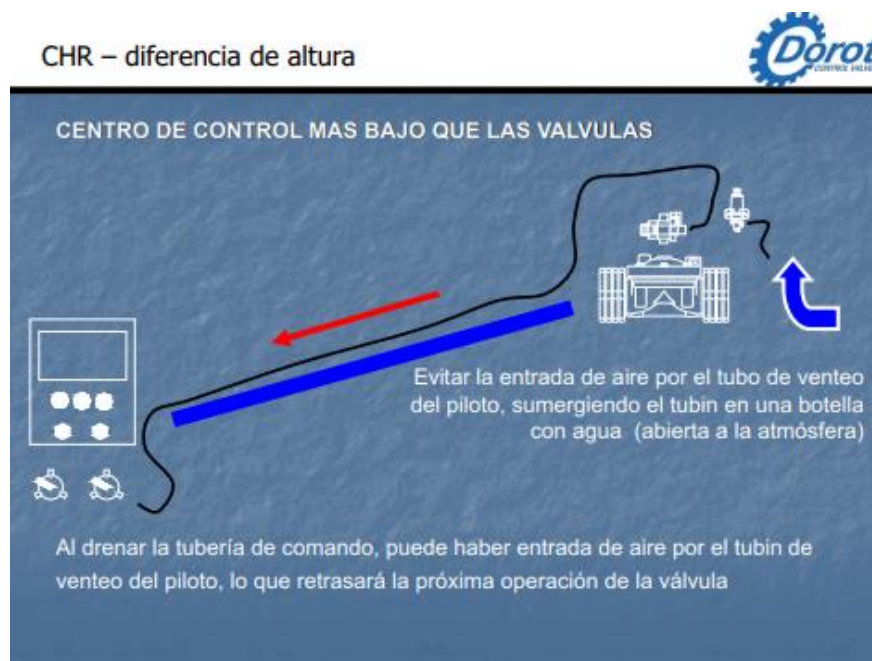 CHR – diferencia de altura
Dorot
CONTROL VALVES
CENTRO DE CONTROL MAS BAJO QUE LAS VALVULAS
Evitar la entrada de aire por el tubo de venteo
del piloto, sumergiendo el tubin en una botella
con agua (abierta a la atmósfera)
Al drenar la tubería de comando, puede haber entrada de aire por el tubin de
venteo del piloto, lo que retrasará la próxima operación de la válvula